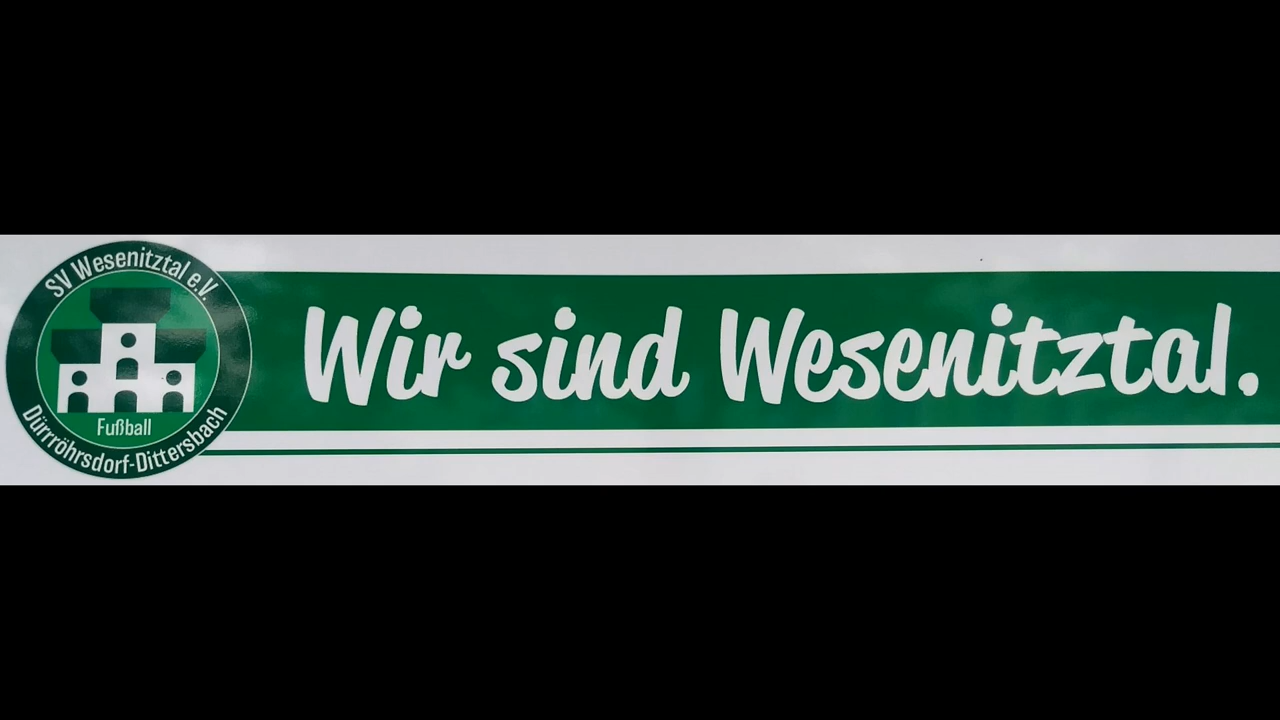 SV Wesenitztal e.V.
Fußball
Dürrröhrsdorf-Dittersbach
Wir sind Wesenitztal.